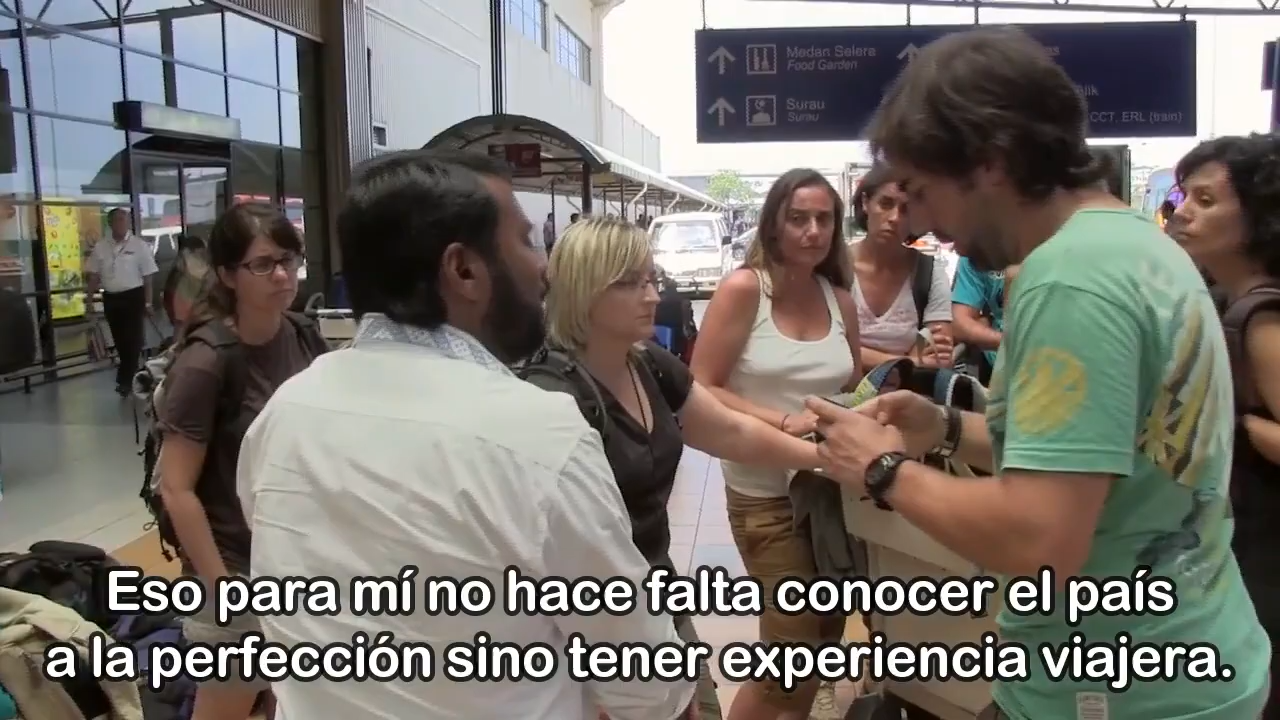 Medan Selera
Food Garden
Surau
Surau
CCT. ERL (train)
Eso para mí no hace falta conocer el país
a la perfección sino tener experiencia viajera.